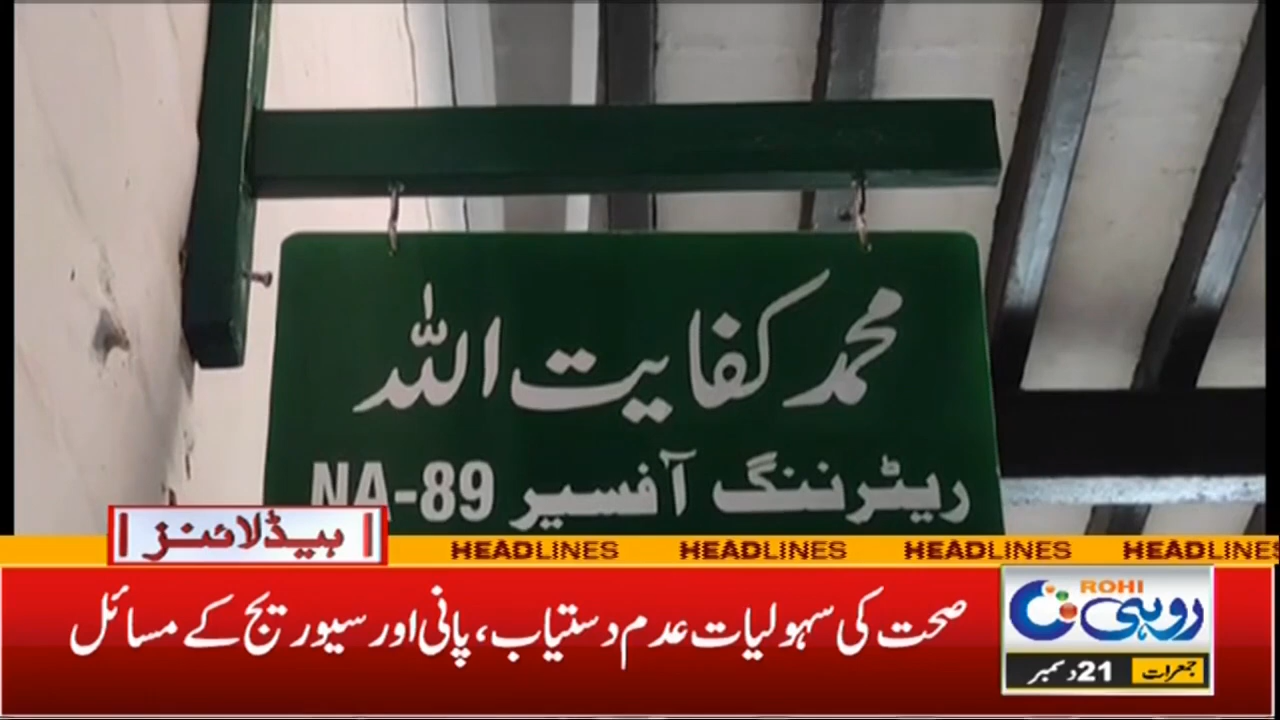 محمد کفایت اللہ
ریٹرننگ آفسیر NA-89
ہیڈلائنز
HEADLINES HEADLINES HEADLINES HEADLINES
صحت کی سہولیات عدم دستیاب، پانی اور سیوریج کے مسائل
ROHI
روہی
جمعرات 21 دسمبر